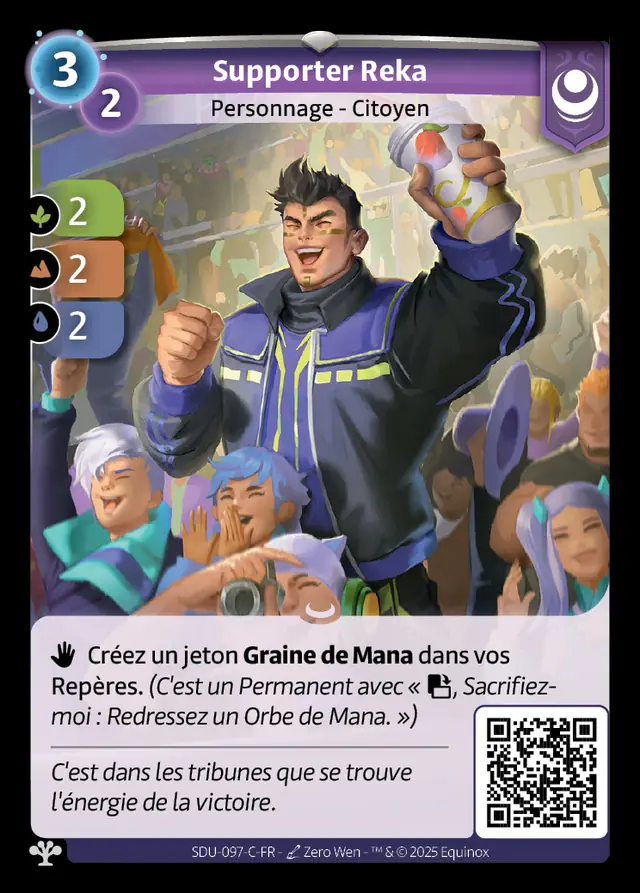 3
Supporter Reka
2
Personnage - Citoyen
2
2
2
Créez un jeton Graine de Mana dans vos
Repères. (C'est un Permanent avec « , Sacrifiez-
moi : Redressez un Orbe de Mana. »)
C'est dans les tribunes que se trouve
l'énergie de la victoire.
SDU-097-C-FR - Zero Wen - ™ & © 2025 Equinox